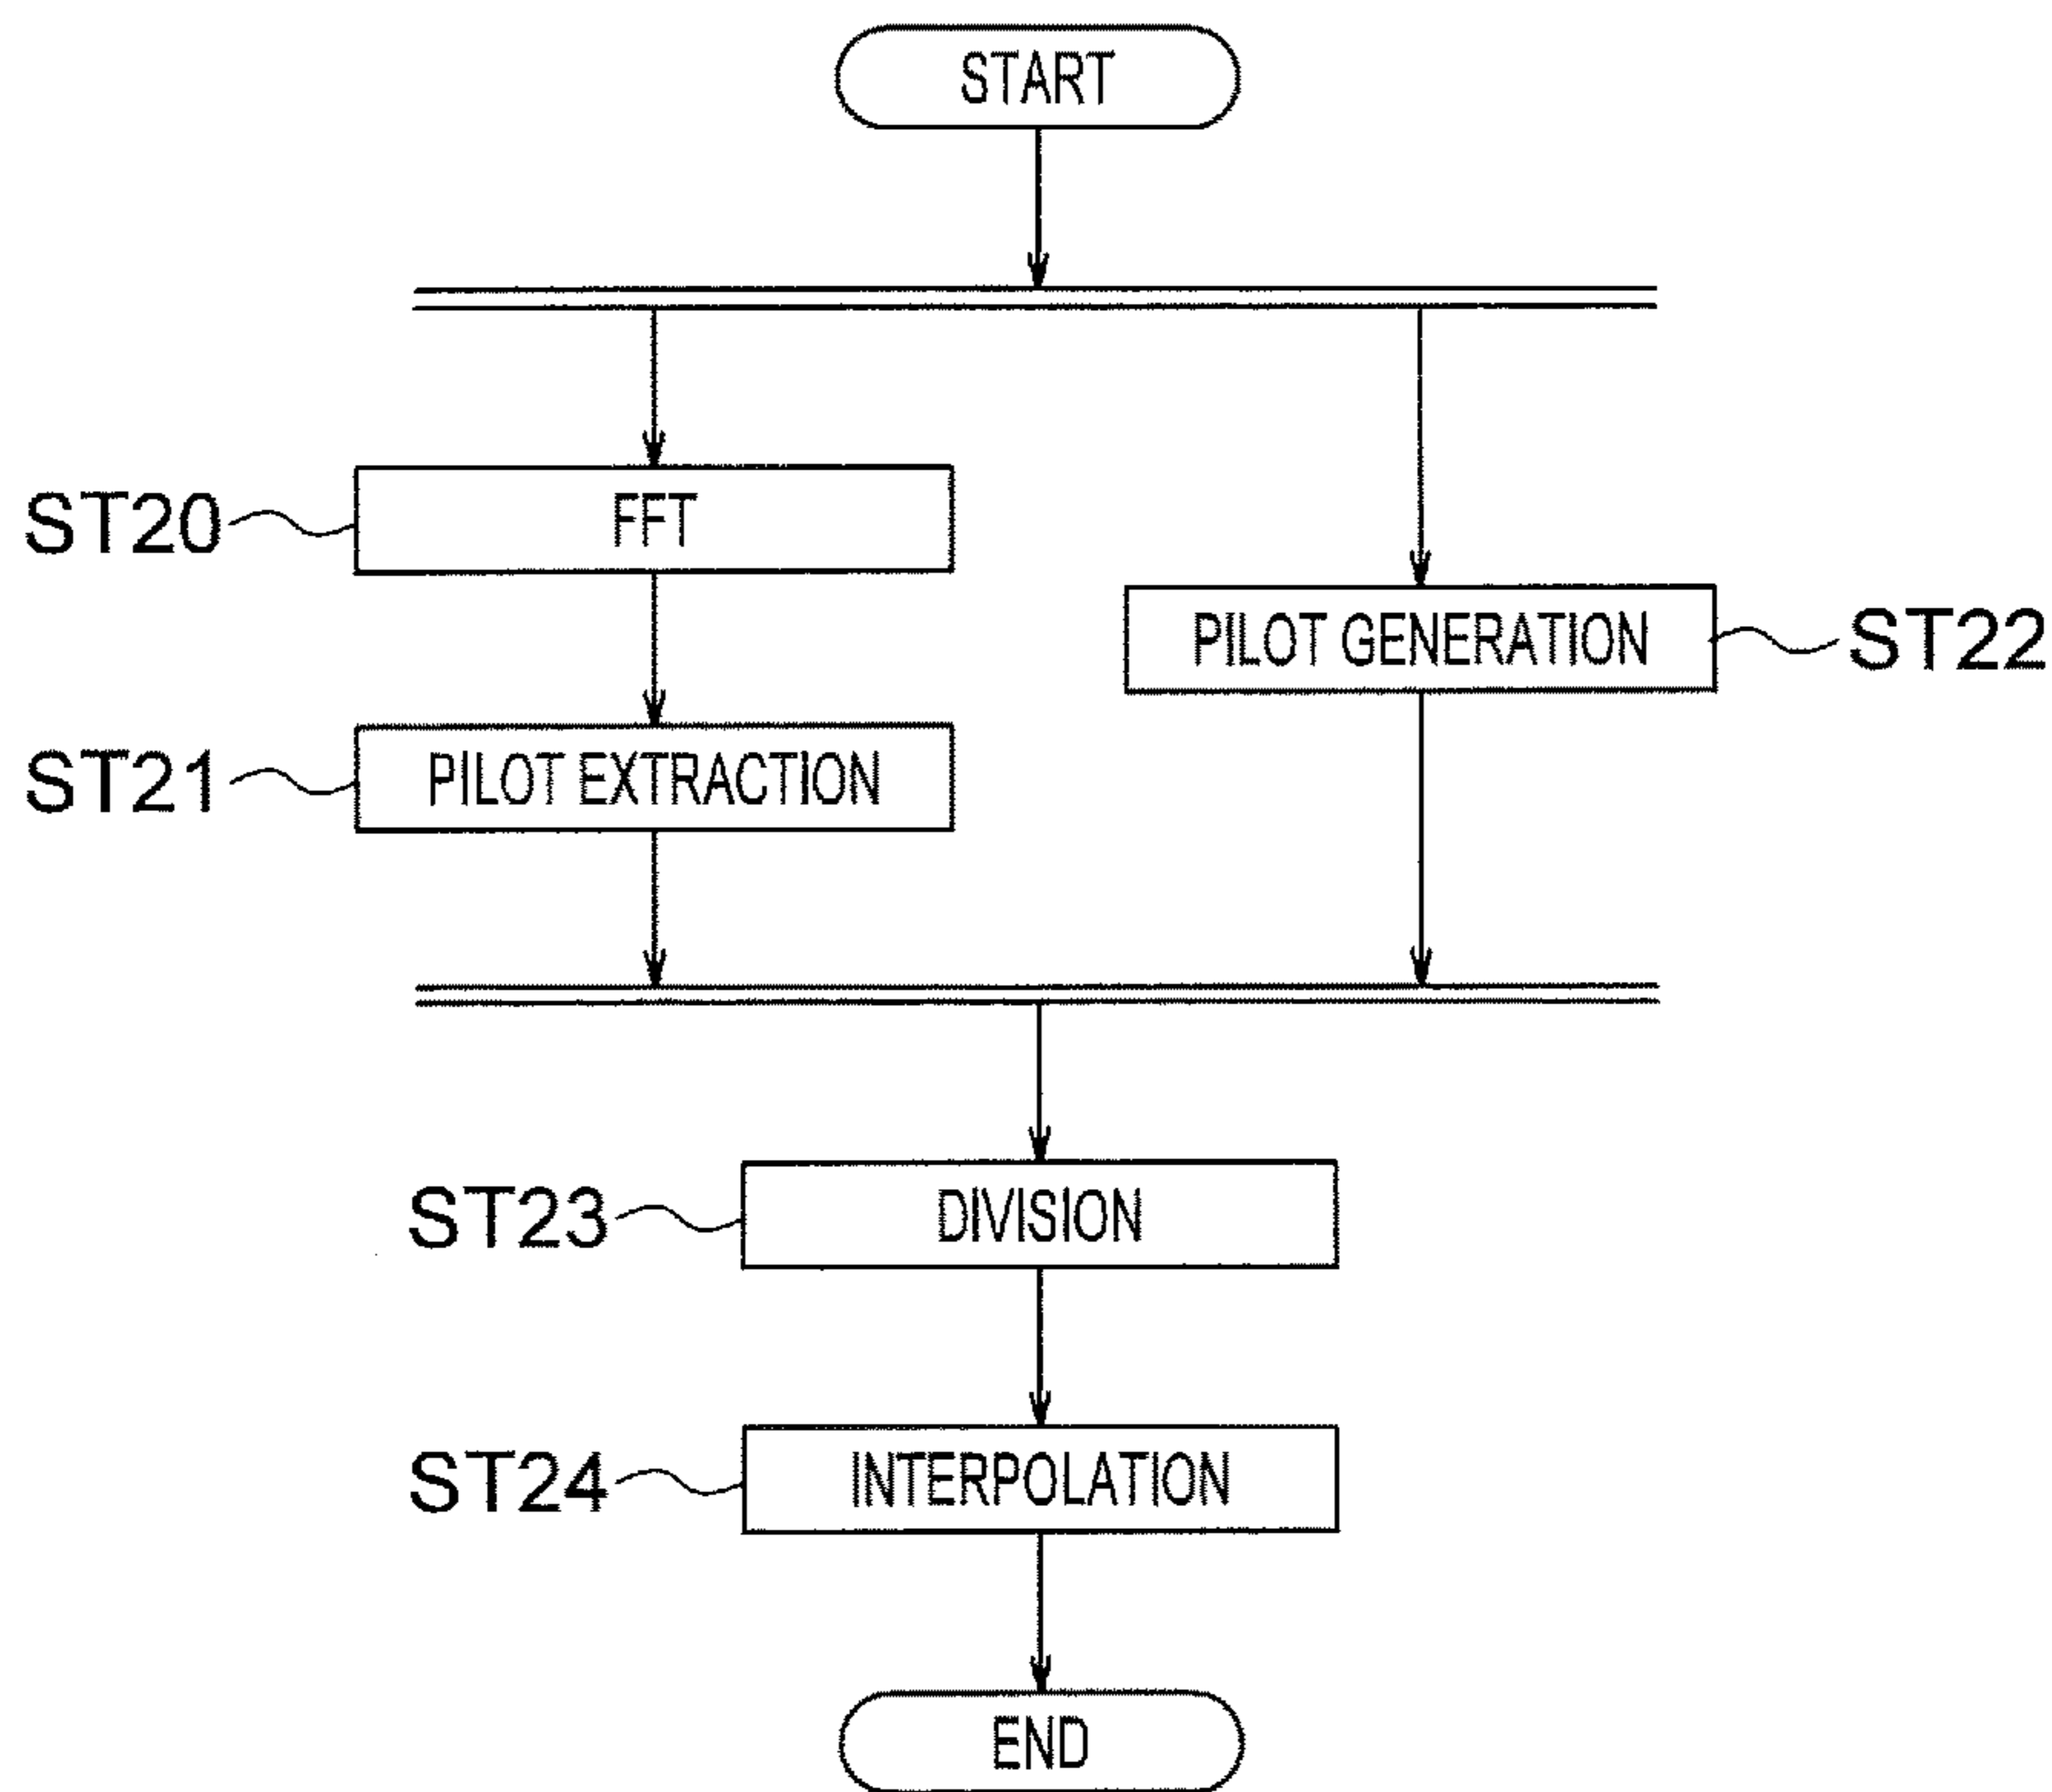 START
ST20
FFT
PILOT GENERATION
ST22
ST21
PILOT EXTRACTION
ST23
DIVISION
ST24
INTERPOLATION
END